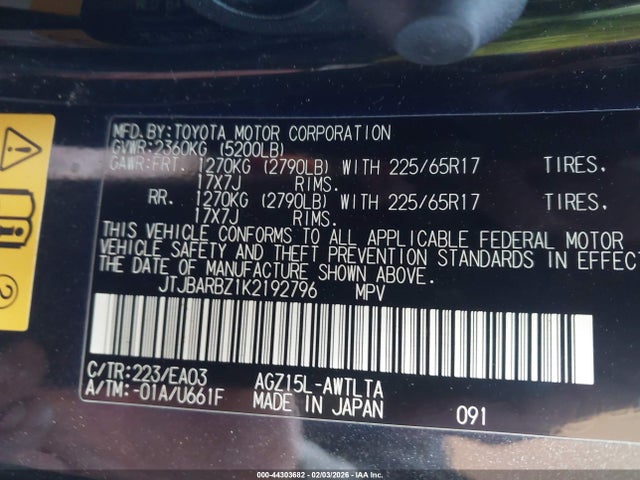 MFD.BY:TOYOTA MOTOR CORPORATION
GVWR:2360KG (5200LB)
GAWR:FRT. 1270KG (2790LB) WITH 225/65R17 TIRES,
17X7J RIMS.
RR. 1270KG (2790LB) WITH 225/65R17 TIRES,
17X7J RIMS.
THIS VEHICLE CONFORMS TO ALL APPLICABLE FEDERAL MOTOR
VEHICLE SAFETY AND THEFT PREVENTION STANDARDS IN EFFEC
THE DATE OF MANUFACTURE SHOWN ABOVE.
JTJBARBZ1K2192796 MPV
C/TR:223/EA03 AGZ15L-AWTLTA
A/TM:-01A/U661F MADE IN JAPAN 091
2
000-44303682 - 02/03/2026 - IAA Inc.